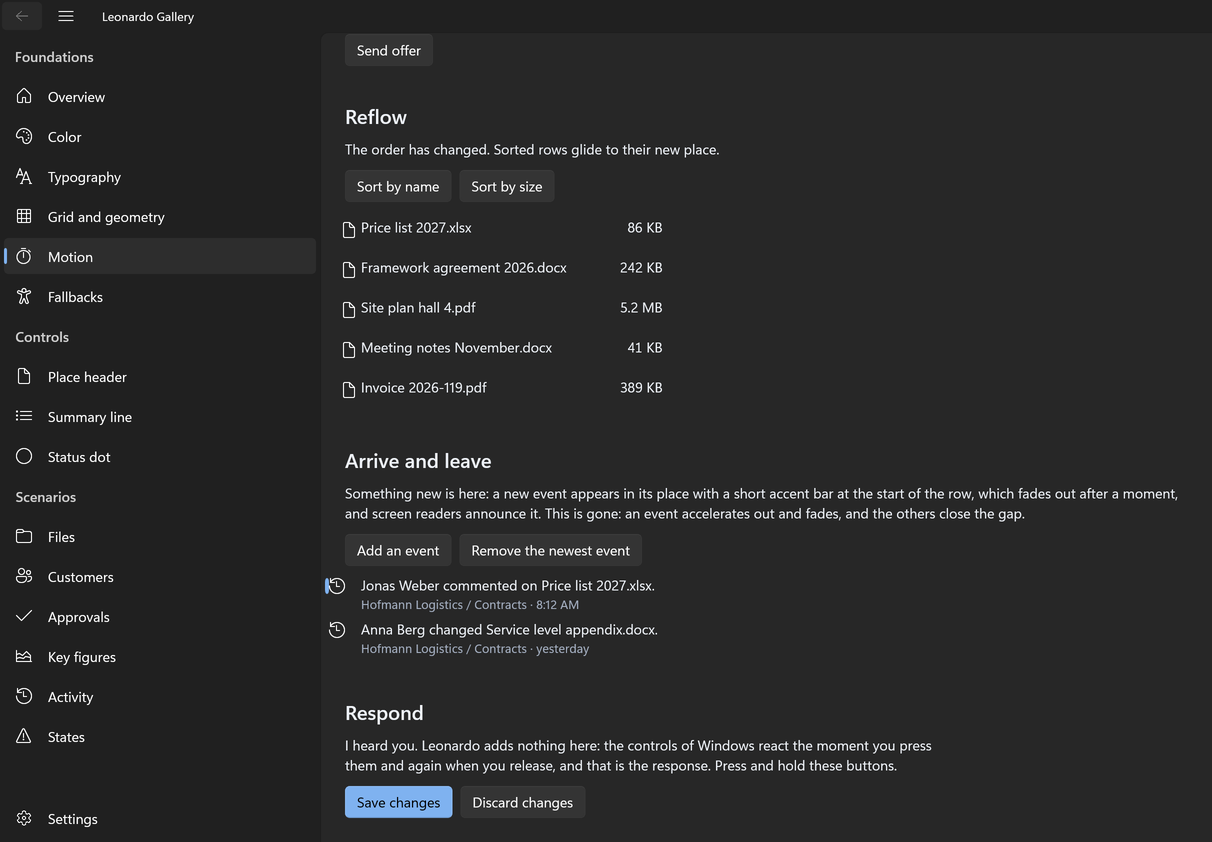 Leonardo Gallery
Foundations
Overview
Color
Typography
Grid and geometry
Motion
Fallbacks
Controls
Place header
Summary line
Status dot
Scenarios
Files
Customers
Approvals
Key figures
Activity
States
Settings
Send offer
Reflow
The order has changed. Sorted rows glide to their new place.
Sort by name Sort by size
Price list 2027.xlsx 86 KB
Framework agreement 2026.docx 242 KB
Site plan hall 4.pdf 5.2 MB
Meeting notes November.docx 41 KB
Invoice 2026-119.pdf 389 KB
Arrive and leave
Something new is here: a new event appears in its place with a short accent bar at the start of the row, which fades out after a moment,
and screen readers announce it. This is gone: an event accelerates out and fades, and the others close the gap.
Add an event Remove the newest event
Jonas Weber commented on Price list 2027.xlsx.
Hofmann Logistics / Contracts · 8:12 AM
Anna Berg changed Service level appendix.docx.
Hofmann Logistics / Contracts · yesterday
Respond
I heard you. Leonardo adds nothing here: the controls of Windows react the moment you press
them and again when you release, and that is the response. Press and hold these buttons.
Save changes Discard changes